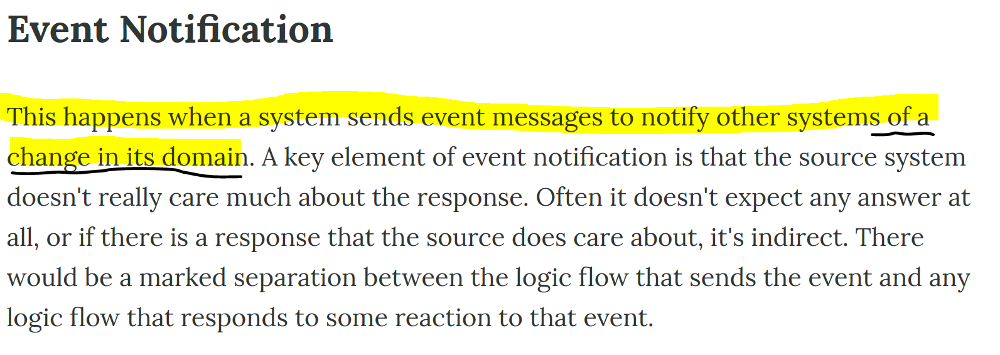 Event Notification
This happens when a system sends event messages to notify other systems of a
change in its domain. A key element of event notification is that the source system
doesn't really care much about the response. Often it doesn't expect any answer at
all, or if there is a response that the source does care about, it's indirect. There
would be a marked separation between the logic flow that sends the event and any
logic flow that responds to some reaction to that event.